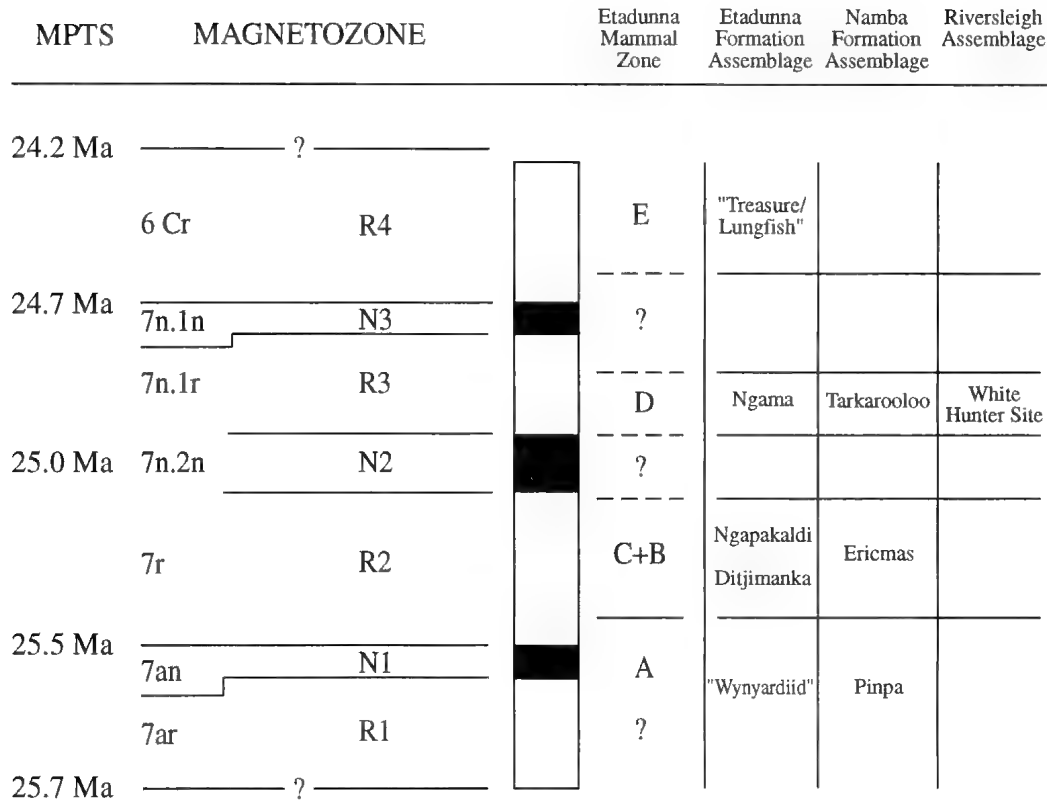 MPTS MAGNETOZONE Etadunna Mammal Zone Etadunna Formation Assemblage Namba Formation Assemblage Riversleigh Assemblage
24.2 Ma ?
6 Cr R4 E "Treasure/ Lungfish"
24.7 Ma
7n.1n N3 ?
7n.1r R3 D Ngama Tarkarooloo White Hunter Site
25.0 Ma 7n.2n N2 ?
7r R2 C+B Ngapakaldi Ditjimanka Ericmas
25.5 Ma
7an N1 A "Wynyardiid" Pinpa
7ar R1 ?
25.7 Ma ?